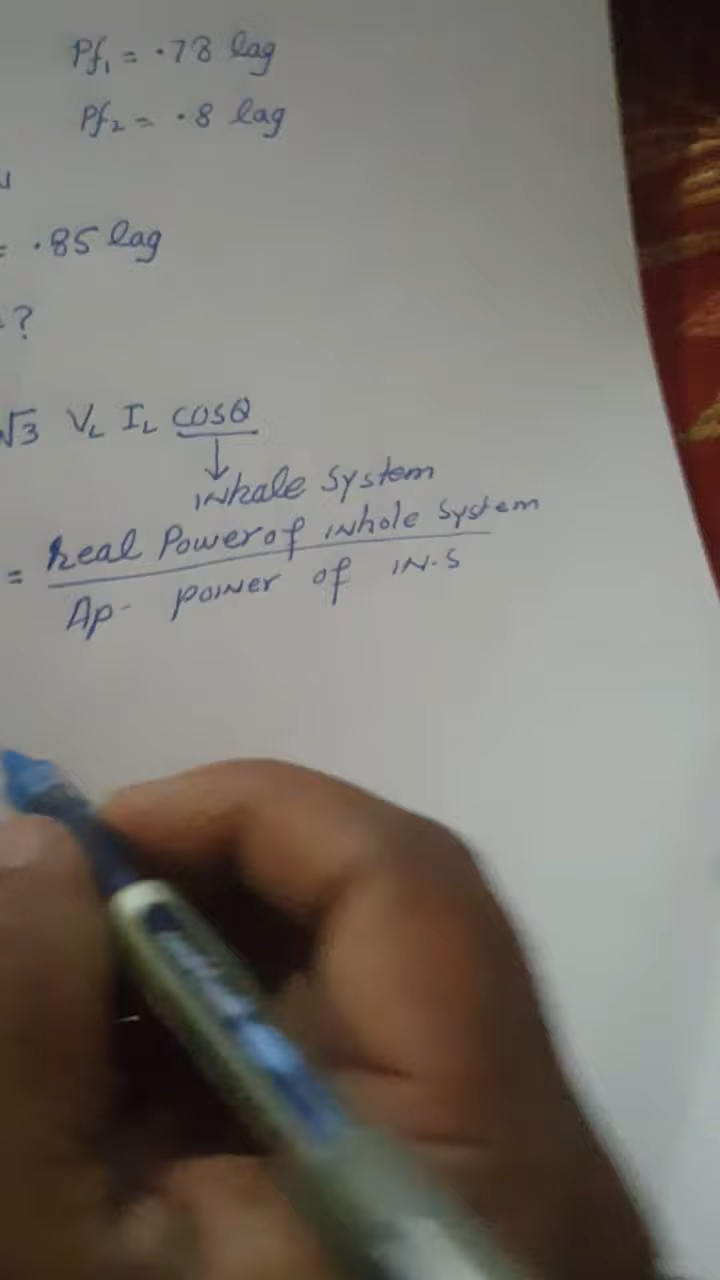 Pf₁ = .78 lag
Pf₂ = .8 lag
= .85 lag
= ?
√3 V_L I_L cosθ
↓
whale system
= Real Power of whole system
Ap- power of W.S